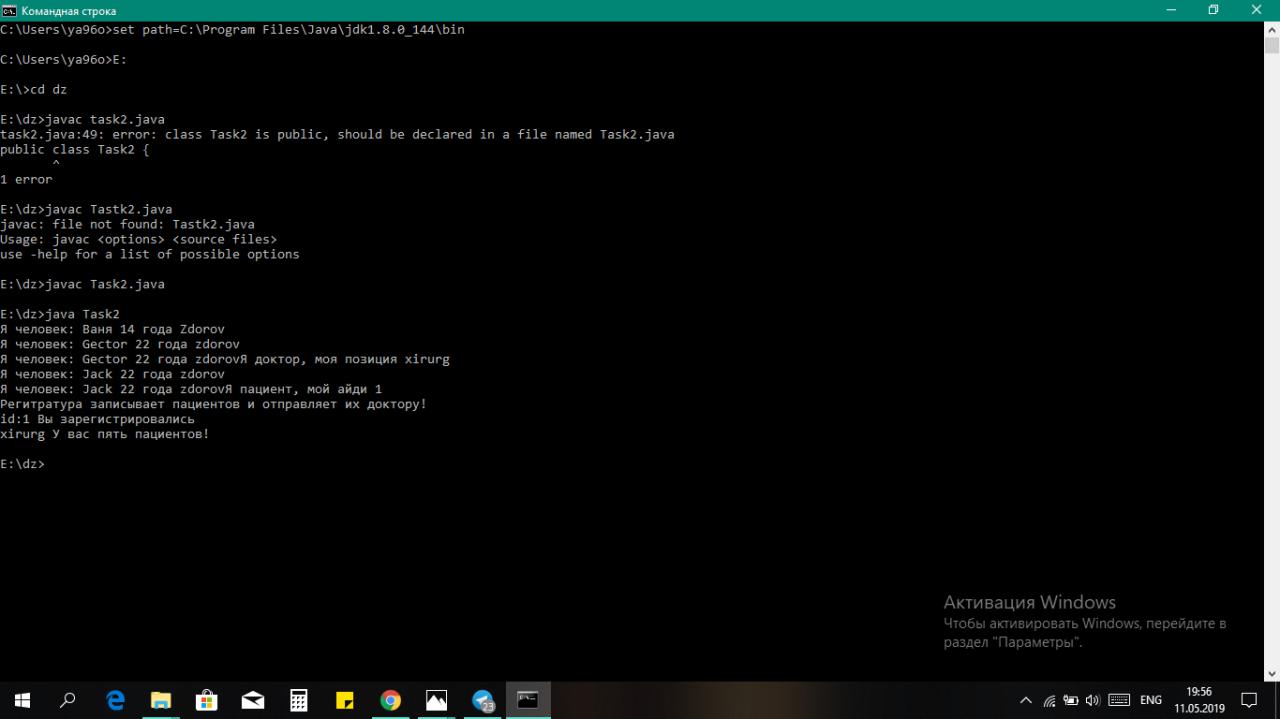 Командная строка
C:\Users\ya96o>set path=C:\Program Files\Java\jdk1.8.0_144\bin
C:\Users\ya96o>E:
E:\>cd dz
E:\dz>javac task2.java
task2.java:49: error: class Task2 is public, should be declared in a file named Task2.java
public class Task2 {
^
1 error
E:\dz>javac Tastk2.java
javac: file not found: Tastk2.java
Usage: javac <options> <source files>
use -help for a list of possible options
E:\dz>javac Task2.java
E:\dz>java Task2
Я человек: Ваня 14 года Zdorov
Я человек: Gector 22 года zdorov
Я человек: Gector 22 года zdorovЯ доктор, моя позиция xirurg
Я человек: Jack 22 года zdorov
Я человек: Jack 22 года zdorovЯ пациент, мой айди 1
Регитратура записывает пациентов и отправляет их доктору!
id:1 Вы зарегистрировались
xirurg У вас пять пациентов!
E:\dz>
Активация Windows
Чтобы активировать Windows, перейдите в
раздел "Параметры".
23
ENG
19:56
11.05.2019